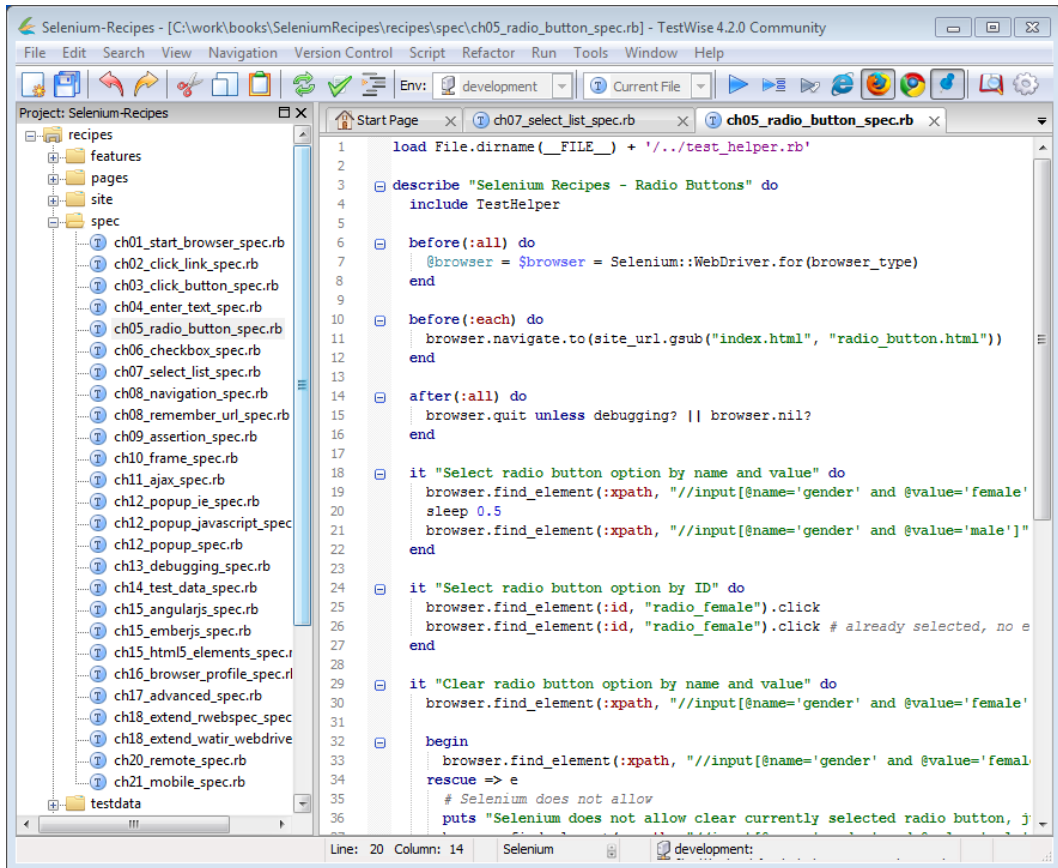 Selenium-Recipes - [C:\work\books\SeleniumRecipes\recipes\spec\ch05_radio_button_spec.rb] - TestWise 4.2.0 Community
File Edit Search View Navigation Version Control Script Refactor Run Tools Window Help
Env: development Current File
Project: Selenium-Recipes
recipes
features
pages
site
spec
ch01_start_browser_spec.rb
ch02_click_link_spec.rb
ch03_click_button_spec.rb
ch04_enter_text_spec.rb
ch05_radio_button_spec.rb
ch06_checkbox_spec.rb
ch07_select_list_spec.rb
ch08_navigation_spec.rb
ch08_remember_url_spec.rb
ch09_assertion_spec.rb
ch10_frame_spec.rb
ch11_ajax_spec.rb
ch12_popup_ie_spec.rb
ch12_popup_javascript_spec
ch12_popup_spec.rb
ch13_debugging_spec.rb
ch14_test_data_spec.rb
ch15_angularjs_spec.rb
ch15_emberjs_spec.rb
ch15_html5_elements_spec.r
ch16_browser_profile_spec.rl
ch17_advanced_spec.rb
ch18_extend_rwebspec_spec
ch18_extend_watir_webdrive
ch20_remote_spec.rb
ch21_mobile_spec.rb
testdata
Start Page ch07_select_list_spec.rb ch05_radio_button_spec.rb
1 load File.dirname(__FILE__) + '/../test_helper.rb'
2
3 describe "Selenium Recipes - Radio Buttons" do
4 include TestHelper
5
6 before(:all) do
7 @browser = $browser = Selenium::WebDriver.for(browser_type)
8 end
9
10 before(:each) do
11 browser.navigate.to(site_url.gsub("index.html", "radio_button.html"))
12 end
13
14 after(:all) do
15 browser.quit unless debugging? || browser.nil?
16 end
17
18 it "Select radio button option by name and value" do
19 browser.find_element(:xpath, "//input[@name='gender' and @value='female'
20 sleep 0.5
21 browser.find_element(:xpath, "//input[@name='gender' and @value='male']"
22 end
23
24 it "Select radio button option by ID" do
25 browser.find_element(:id, "radio_female").click
26 browser.find_element(:id, "radio_female").click # already selected, no e
27 end
28
29 it "Clear radio button option by name and value" do
30 browser.find_element(:xpath, "//input[@name='gender' and @value='female'
31
32 begin
33 browser.find_element(:xpath, "//input[@name='gender' and @value='femal
34 rescue => e
35 # Selenium does not allow
36 puts "Selenium does not allow clear currently selected radio button, j
Line: 20 Column: 14 Selenium development: